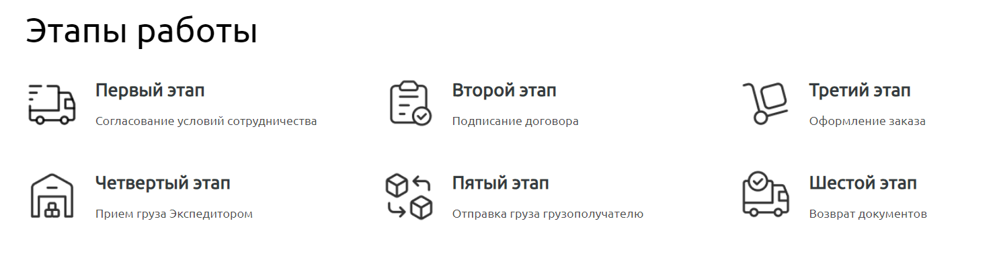 Этапы работы
Первый этап
Согласование условий сотрудничества
Второй этап
Подписание договора
Третий этап
Оформление заказа
Четвертый этап
Прием груза Экспедитором
Пятый этап
Отправка груза грузополучателю
Шестой этап
Возврат документов